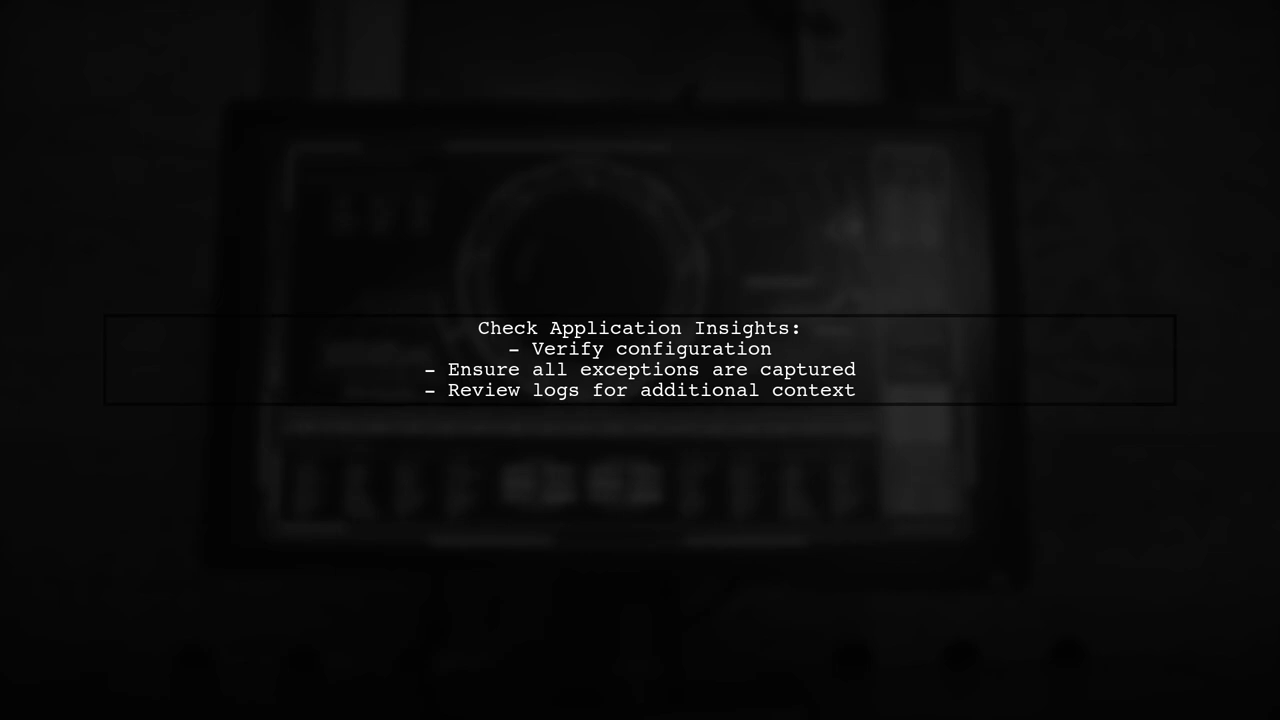 Check Application Insights:
- Verify configuration
- Ensure all exceptions are captured
- Review logs for additional context